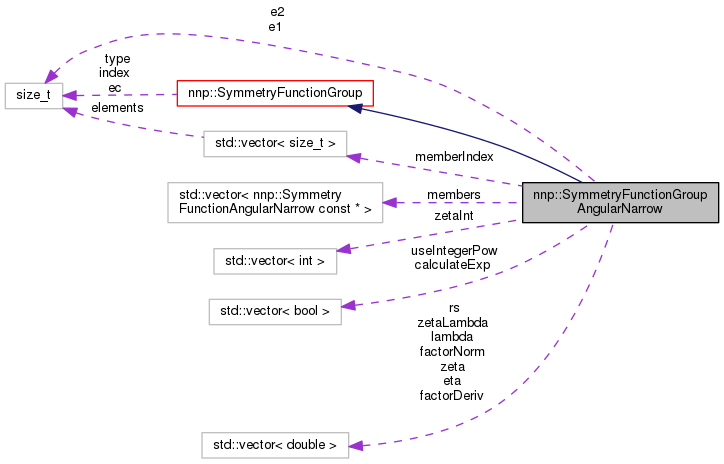 e2
e1
type
index
ec
size_t
nnp::SymmetryFunctionGroup
elements
std::vector< size_t >
memberIndex
std::vector< nnp::Symmetry
FunctionAngularNarrow const * >
members
nnp::SymmetryFunctionGroup
AngularNarrow
zetaInt
std::vector< int >
useIntegerPow
calculateExp
std::vector< bool >
rs
zetaLambda
lambda
factorNorm
zeta
eta
factorDeriv
std::vector< double >